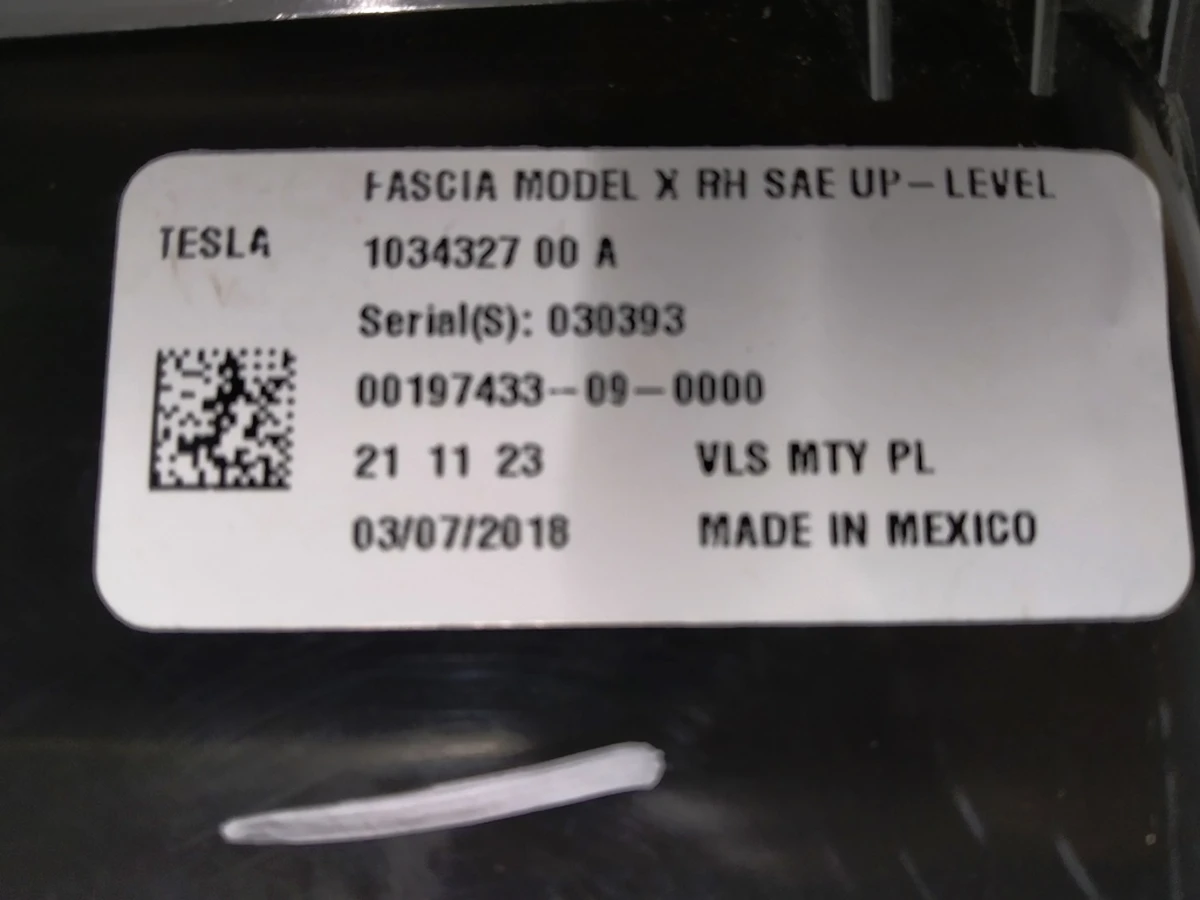 FASCIA MODEL X RH SAE UP-LEVEL
TESLA 1034327 00 A
Serial(S): 030393
00197433-09-0000
21 11 23 VLS MTY PL
03/07/2018 MADE IN MEXICO